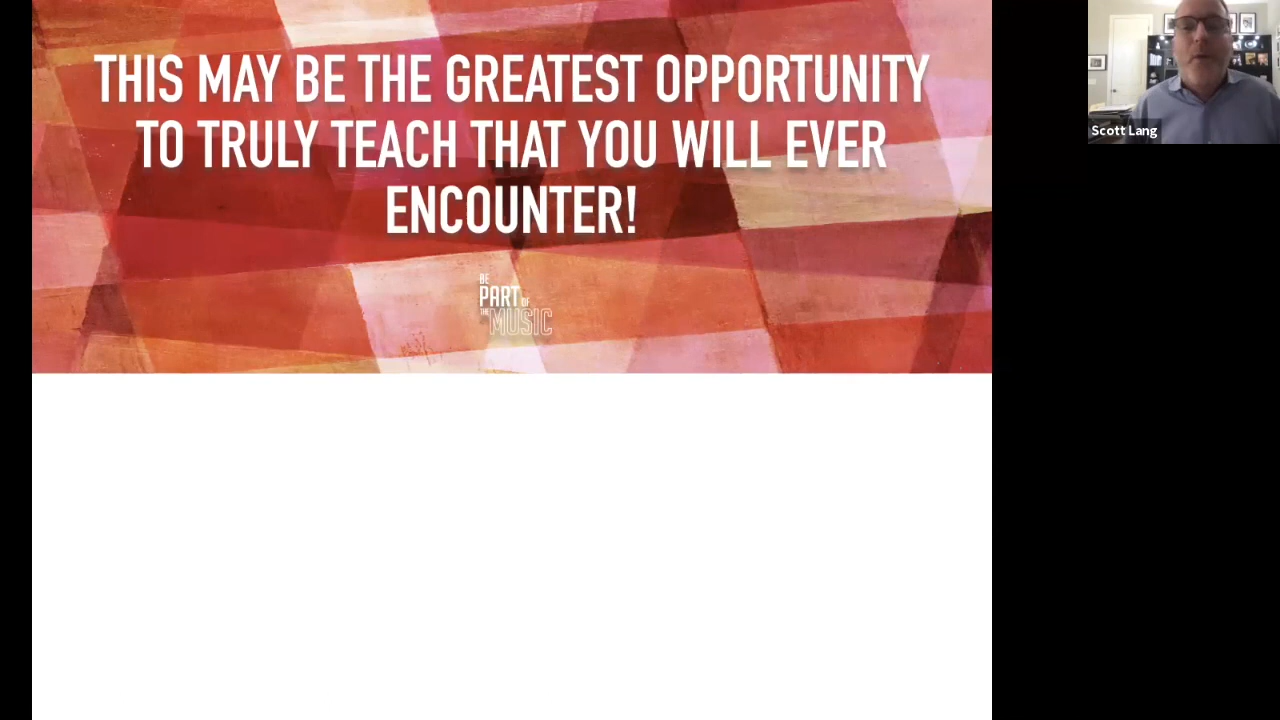 THIS MAY BE THE GREATEST OPPORTUNITY
TO TRULY TEACH THAT YOU WILL EVER
ENCOUNTER!
BE
PART OF
THE MUSIC
Scott Lang